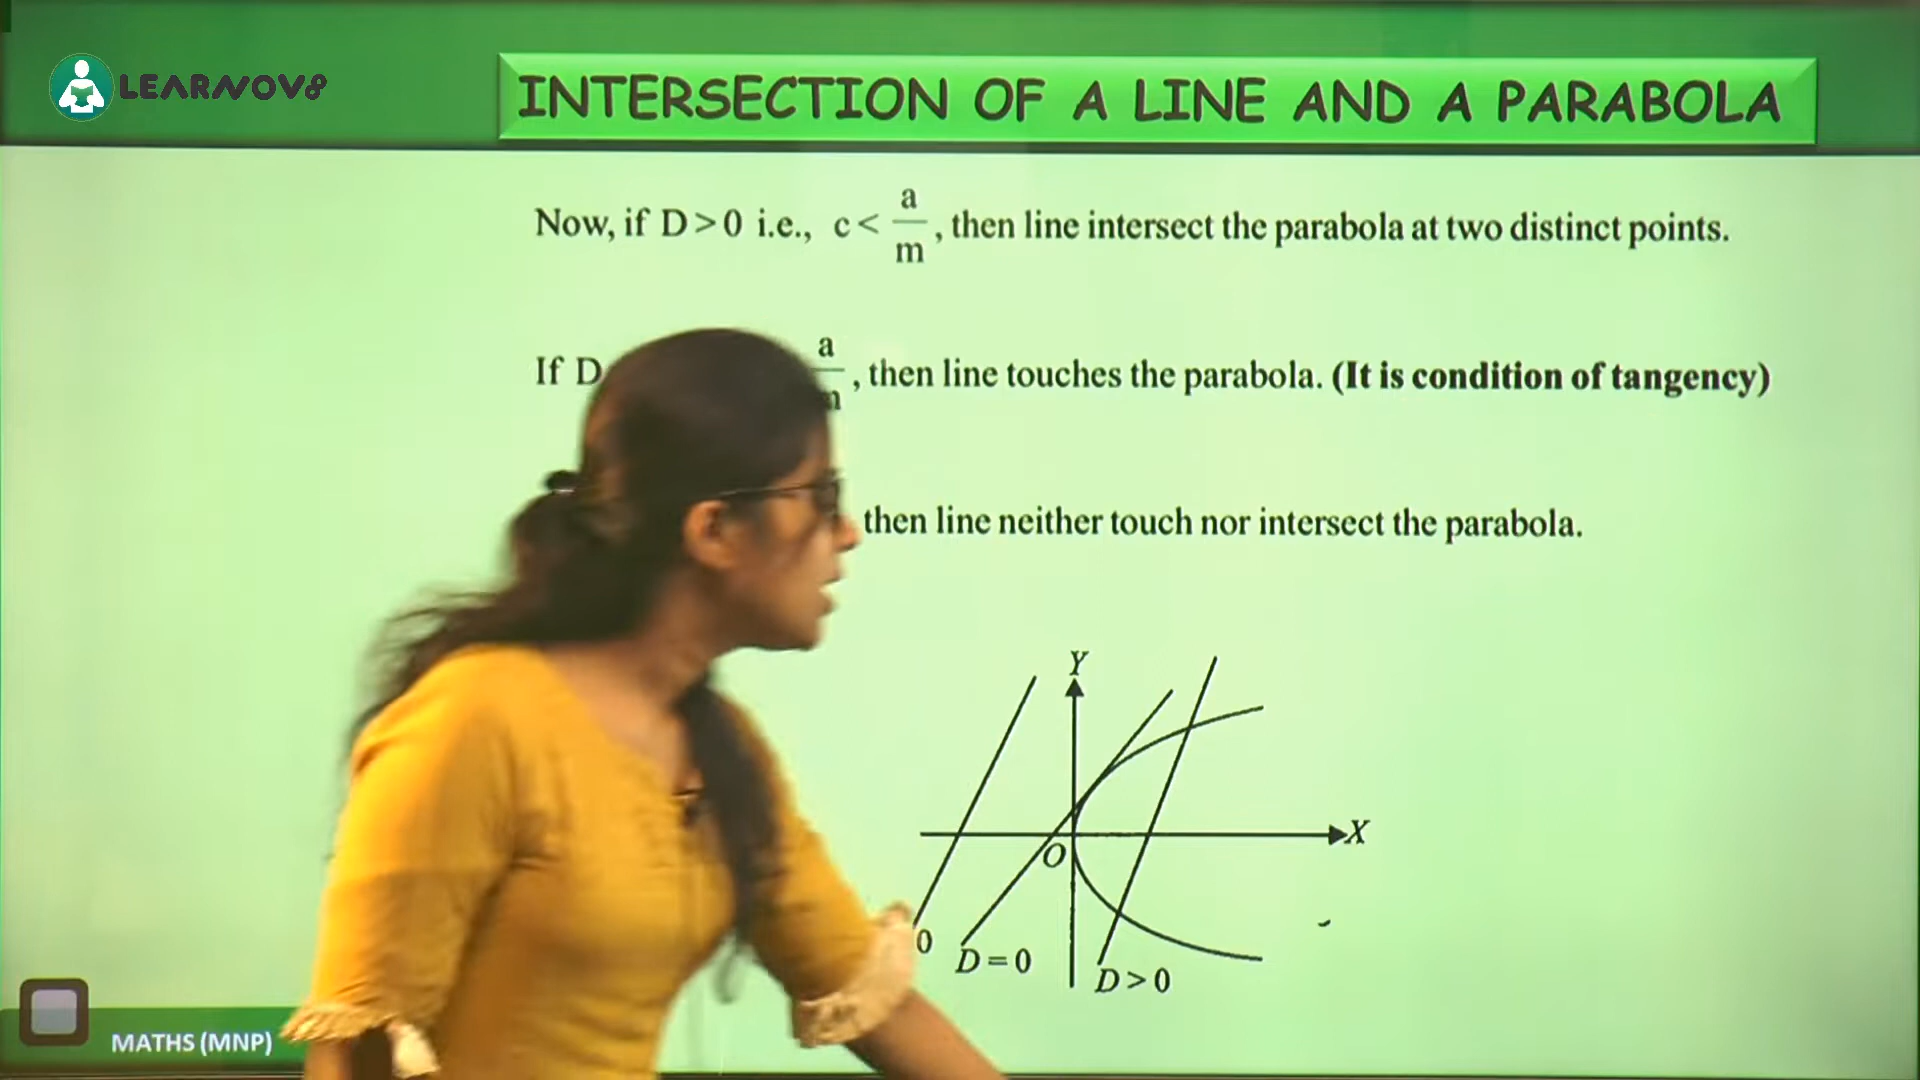 LEARNOV8
INTERSECTION OF A LINE AND A PARABOLA
Now, if D > 0 i.e., c < a/m, then line intersect the parabola at two distinct points.
If D a, then line touches the parabola. (It is condition of tangency)
then line neither touch nor intersect the parabola.
Y
X
O
0
D = 0
D > 0
MATHS (MNP)